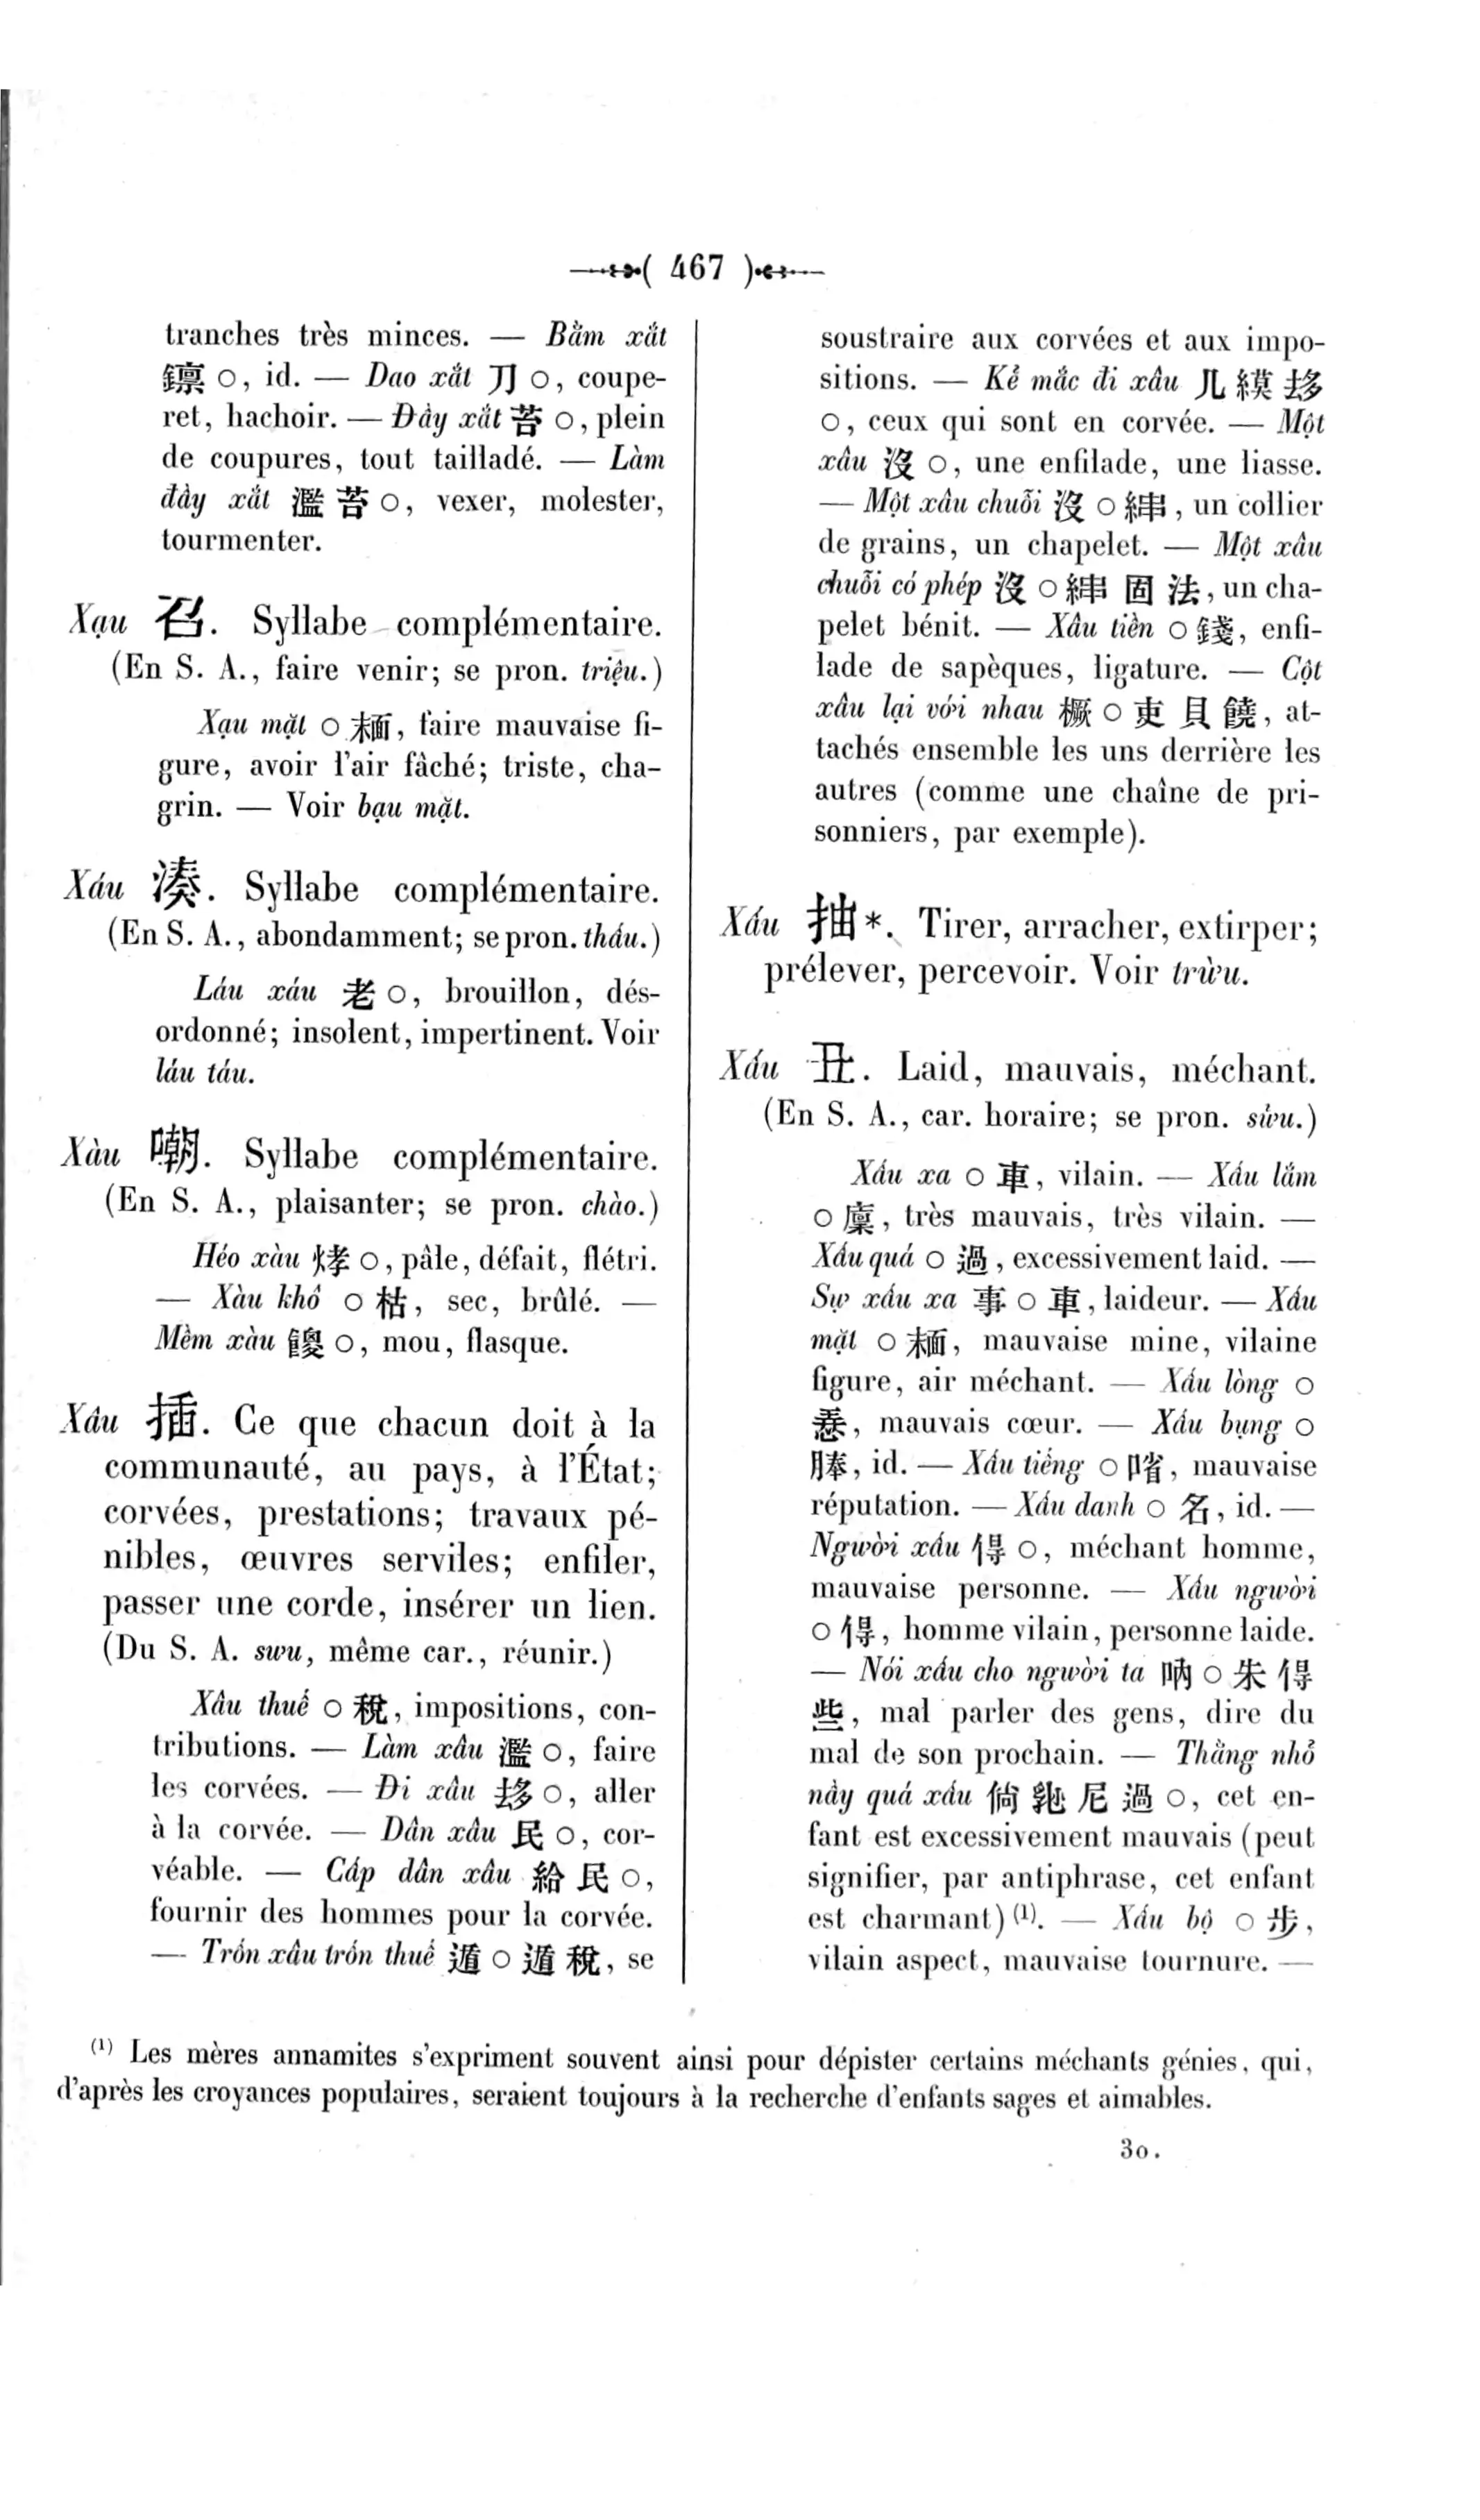 ( 467 )
tranches très minces. — Bằm xắt
○, id. — Dao xắt 刀 ○, coupe-
ret, hachoir. — Đầy xắt 苔 ○, plein
de coupures, tout tailladé. — Làm
đầy xắt 濫 苔 ○, vexer, molester,
tourmenter.
Xạu 召. Syllabe complémentaire.
(En S. A., faire venir; se pron. triệu.)
Xạu mặt ○ 𩈘, faire mauvaise fi-
gure, avoir l'air fâché; triste, cha-
grin. — Voir bạu mặt.
Xáu 湊. Syllabe complémentaire.
(En S. A., abondamment; se pron. tháu.)
Láu xáu 老 ○, brouillon, dés-
ordonné; insolent, impertinent. Voir
láu táu.
Xàu 嘲. Syllabe complémentaire.
(En S. A., plaisanter; se pron. chào.)
Héo xàu 烤 ○, pâle, défait, flétri.
— Xàu khô ○ 枯, sec, brûlé. —
Mềm xàu ○, mou, flasque.
Xâu 插. Ce que chacun doit à la
communauté, au pays, à l'État;
corvées, prestations; travaux pé-
nibles, œuvres serviles; enfiler,
passer une corde, insérer un lien.
(Du S. A. sưu, même car., réunir.)
Xâu thuế ○ 稅, impositions, con-
tributions. — Làm xâu 濫 ○, faire
les corvées. — Đi xâu 𠫾 ○, aller
à la corvée. — Dân xâu 民 ○, cor-
véable. — Cấp dân xâu 給 民 ○,
fournir des hommes pour la corvée.
— Trốn xâu trốn thuế 遁 ○ 遁 稅, se
soustraire aux corvées et aux impo-
sitions. — Kẻ mắc đi xâu 几 縸 𠫾
○, ceux qui sont en corvée. — Một
xâu 沒 ○, une enfilade, une liasse.
— Một xâu chuỗi 沒 ○ 𦀵, un collier
de grains, un chapelet. — Một xâu
chuỗi có phép 沒 ○ 𦀵 固 法, un cha-
pelet bénit. — Xâu tiền ○ 錢, enfi-
lade de sapèques, ligature. — Cột
xâu lại với nhau 橛 ○ 吏 貝 饒, at-
tachés ensemble les uns derrière les
autres (comme une chaîne de pri-
sonniers, par exemple).
Xấu 抽*. Tirer, arracher, extirper;
prélever, percevoir. Voir trừu.
Xấu 丑. Laid, mauvais, méchant.
(En S. A., car. horaire; se pron. sửu.)
Xấu xa ○ 車, vilain. — Xấu lắm
○ 廩, très mauvais, très vilain. —
Xấu quá ○ 過, excessivement laid. —
Sự xấu xa 事 ○ 車, laideur. — Xấu
mặt ○ 𩈘, mauvaise mine, vilaine
figure, air méchant. — Xấu lòng ○
, mauvais cœur. — Xấu bụng ○
, id. — Xấu tiếng ○ 㗂, mauvaise
réputation. — Xấu danh ○ 名, id. —
Người xấu 㝵 ○, méchant homme,
mauvaise personne. — Xấu người
○ 㝵, homme vilain, personne laide.
— Nói xấu cho người ta 吶 ○ 朱 㝵
些, mal parler des gens, dire du
mal de son prochain. — Thằng nhỏ
này quá xấu 倘 𡮈 尼 過 ○, cet en-
fant est excessivement mauvais (peut
signifier, par antiphrase, cet enfant
est charmant) (1). — Xấu bộ ○ 步,
vilain aspect, mauvaise tournure. —
(1) Les mères annamites s'expriment souvent ainsi pour dépister certains méchants génies, qui,
d'après les croyances populaires, seraient toujours à la recherche d'enfants sages et aimables.
30.